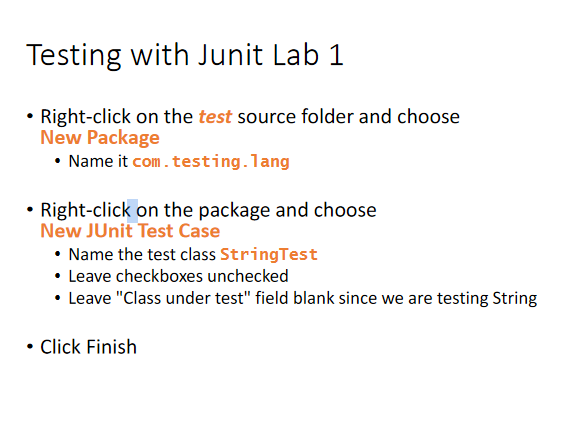 Testing with Junit Lab 1
• Right-click on the test source folder and choose
New Package
• Name it com.testing.lang
• Right-click on the package and choose
New JUnit Test Case
• Name the test class StringTest
• Leave checkboxes unchecked
• Leave "Class under test" field blank since we are testing String
• Click Finish